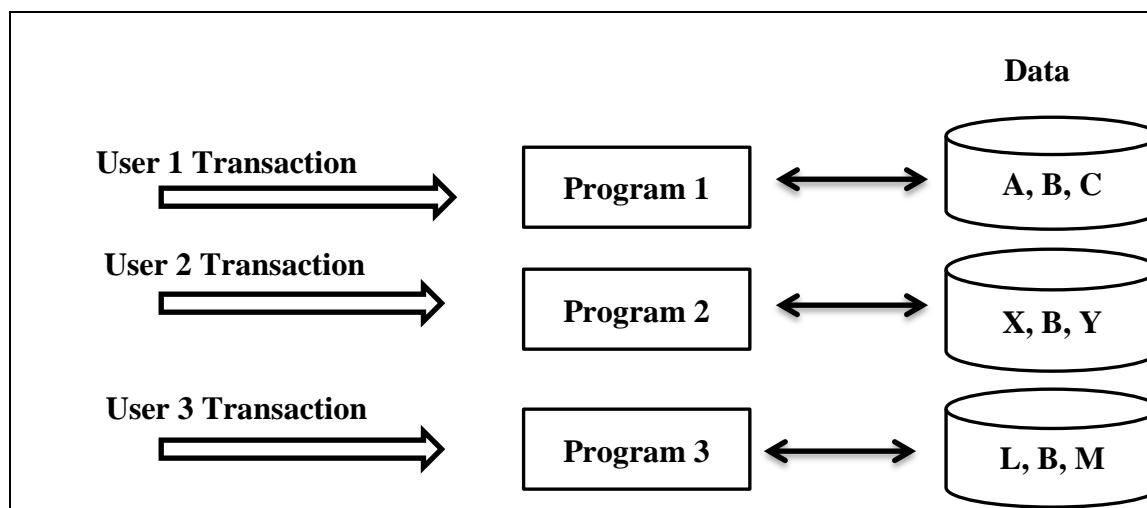 Data
User 1 Transaction
Program 1
A, B, C
User 2 Transaction
Program 2
X, B, Y
User 3 Transaction
Program 3
L, B, M